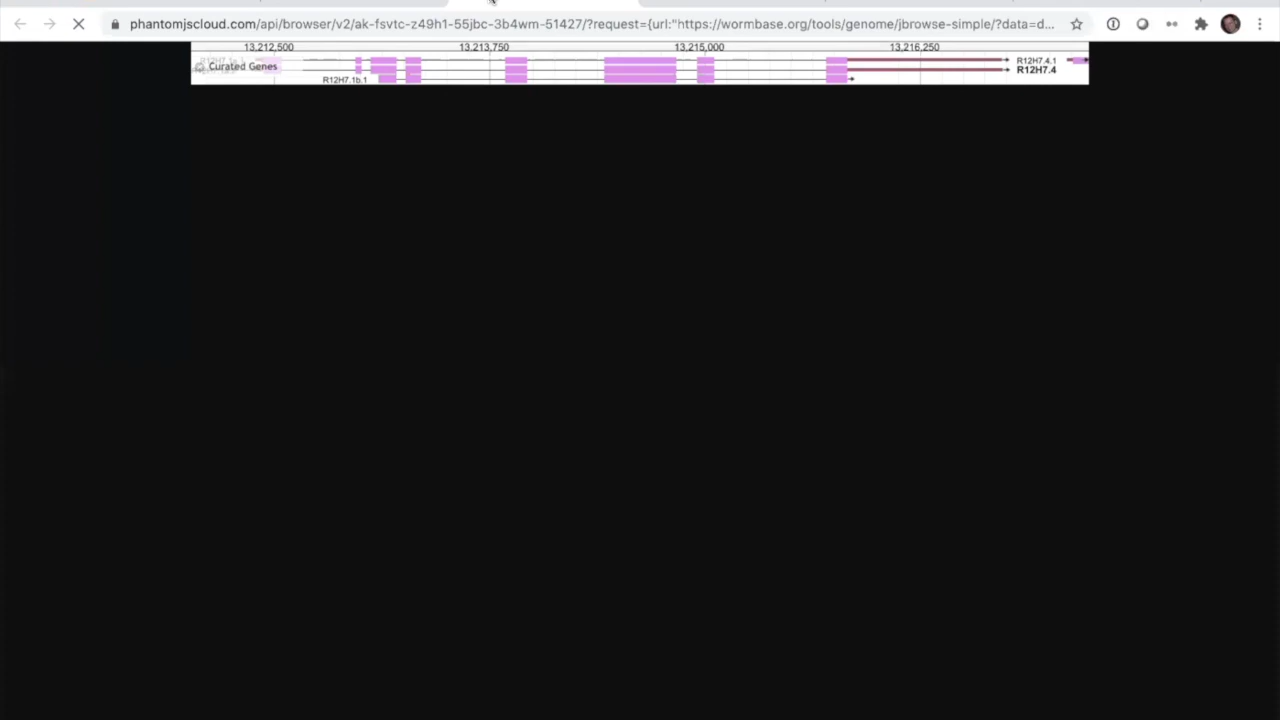 phantomjscloud.com/api/browser/v2/ak-fsvtc-z49h1-55jbc-3b4wm-51427/?request={url:"https://wormbase.org/tools/genome/jbrowse-simple/?data=d...
13,212,500 13,213,750 13,215,000 13,216,250
Curated Genes
R12H7.4.1
R12H7.4
R12H7.1b.1